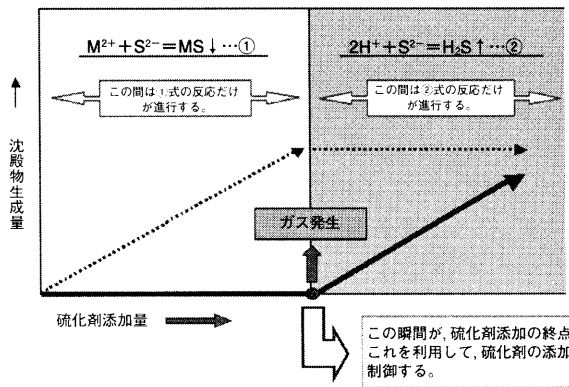 M²⁺+S²⁻=MS↓…①
2H⁺+S²⁻=H₂S↑…②
この間は①式の反応だけ
が進行する。
この間は②式の反応だけ
が進行する。
沈殿物生成量
ガス発生
硫化剤添加量
この瞬間が,硫化剤添加の終点
これを利用して,硫化剤の添加
制御する。